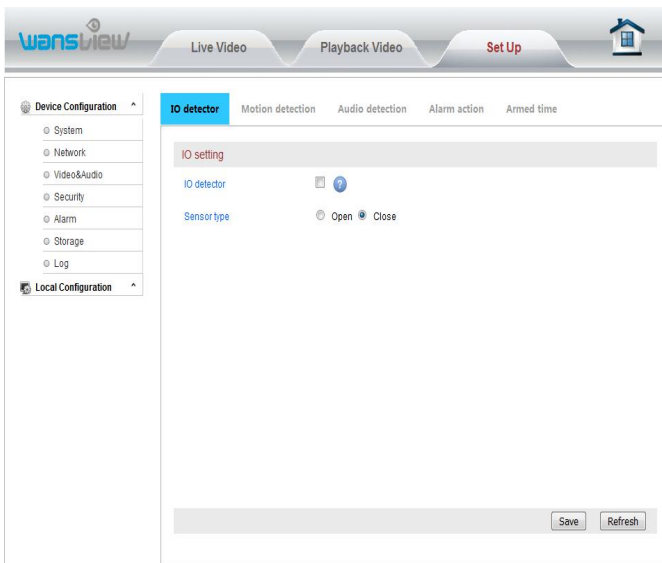 wansview
Live Video Playback Video Set Up
Device Configuration
System
Network
Video&Audio
Security
Alarm
Storage
Log
Local Configuration
IO detector Motion detection Audio detection Alarm action Armed time
IO setting
IO detector ?
Sensor type Open Close
Save Refresh